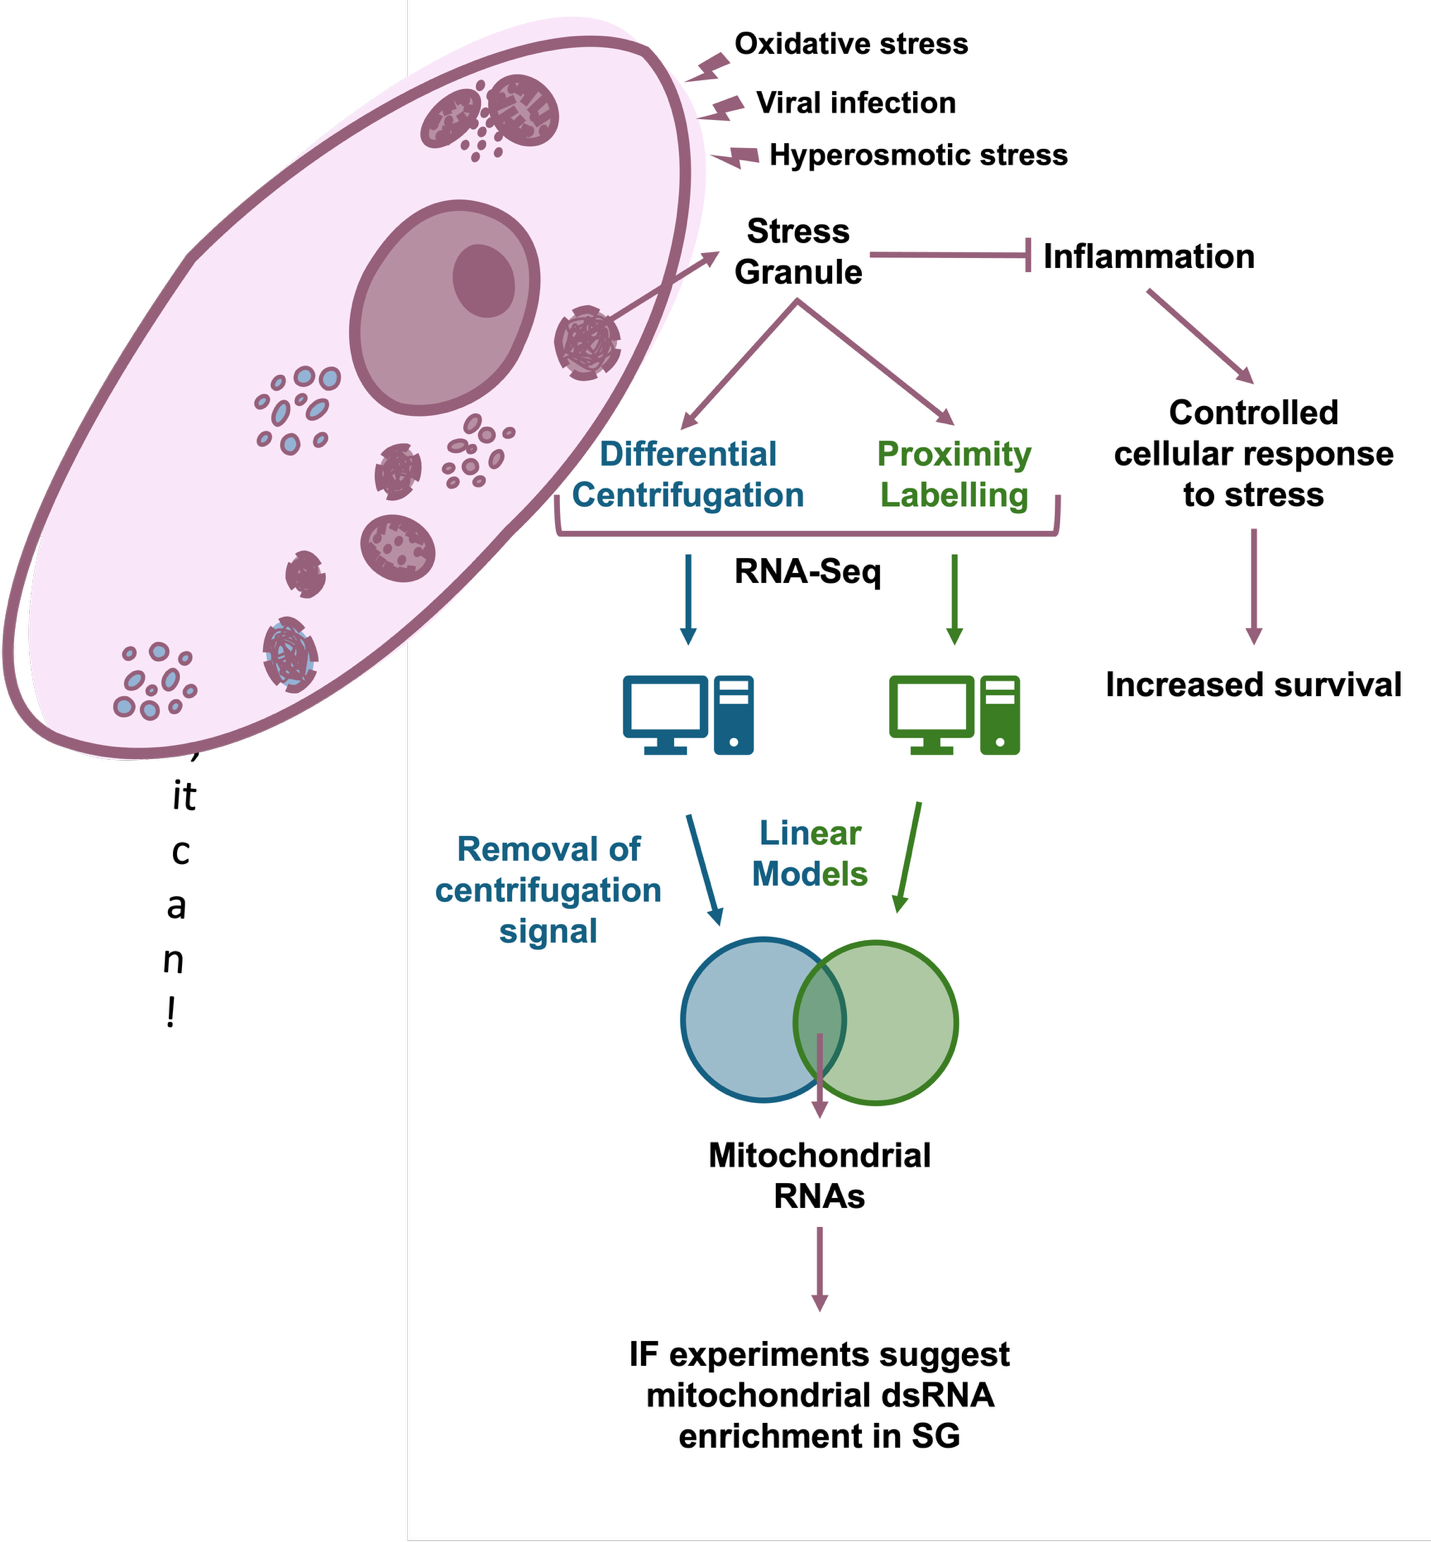 Oxidative stress
Viral infection
Hyperosmotic stress
Stress
Granule
Inflammation
Controlled
cellular response
to stress
Differential
Centrifugation
Proximity
Labelling
RNA-Seq
Increased survival
,
it
c
a
n
!
Removal of
centrifugation
signal
Linear
Models
Mitochondrial
RNAs
IF experiments suggest
mitochondrial dsRNA
enrichment in SG